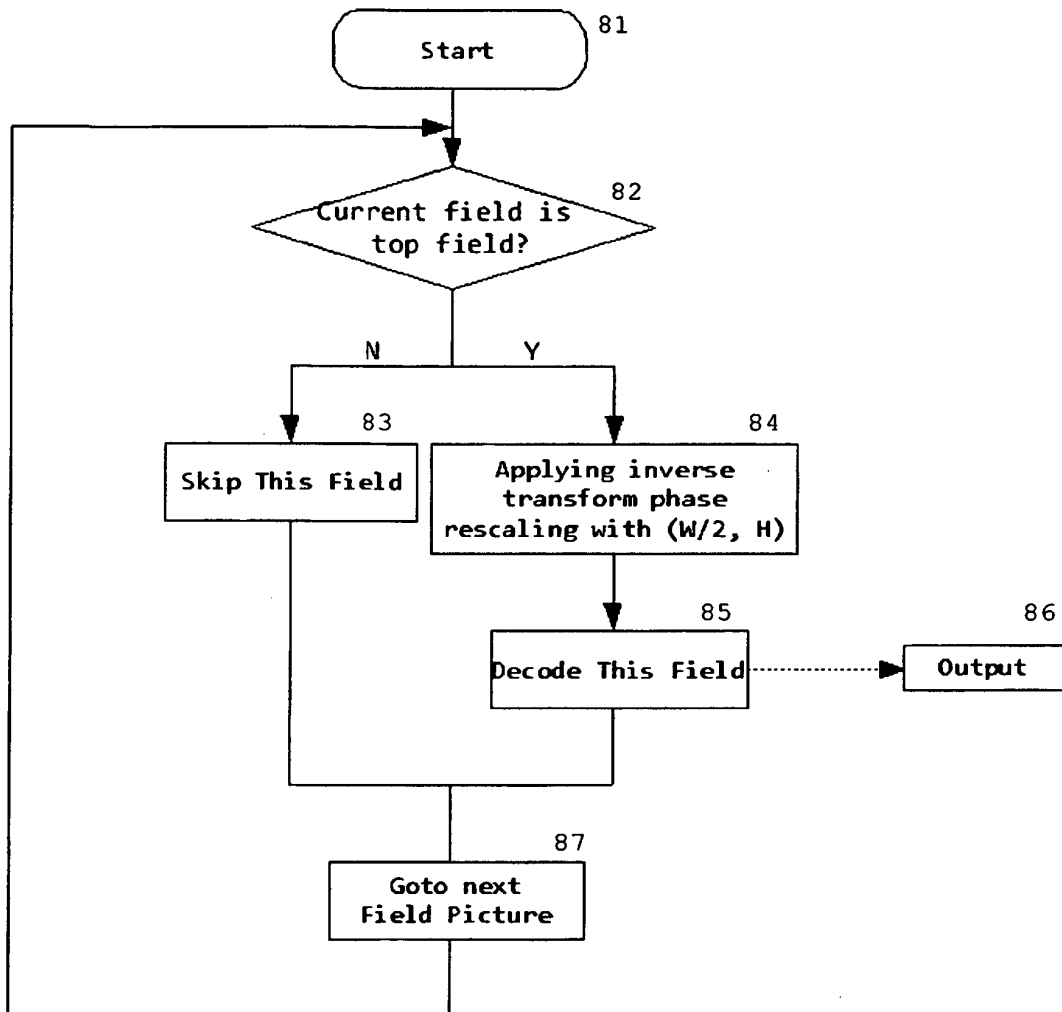 81
Start
82
Current field is
top field?
N Y
83
Skip This Field
84
Applying inverse
transform phase
rescaling with (W/2, H)
85
Decode This Field
86
Output
87
Goto next
Field Picture